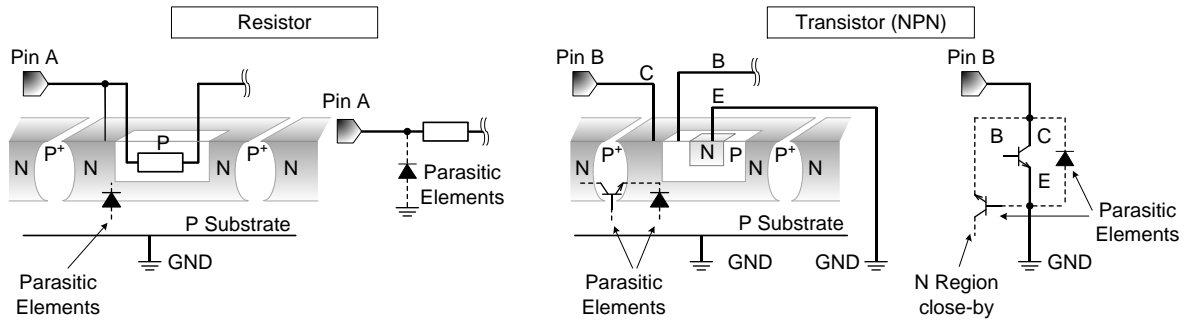 Resistor
Pin A
N
P+
N
P
N
P+
N
P Substrate
GND
Parasitic
Elements
Pin A
Parasitic
Elements
Transistor (NPN)
Pin B
C
B
E
N
P+
N
N
P
N
P+
N
P Substrate
GND
GND
Parasitic
Elements
Pin B
B
C
E
Parasitic
Elements
GND
N Region
close-by